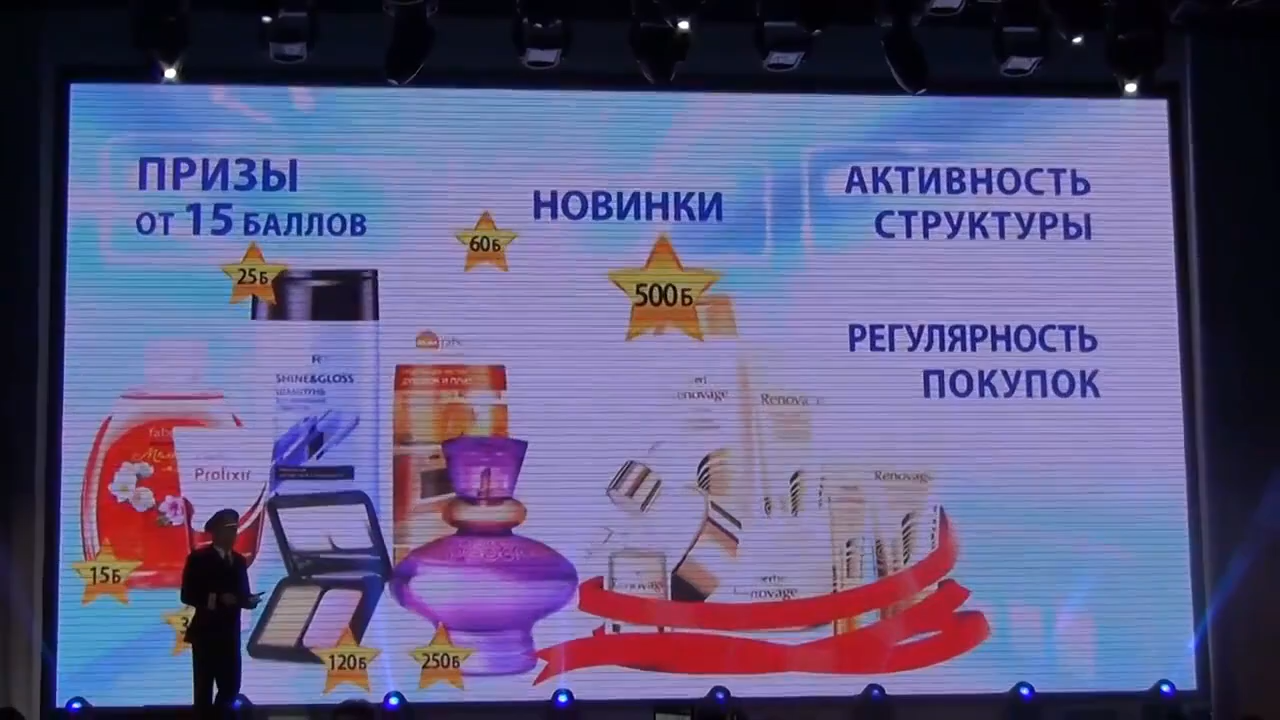 ПРИЗЫ
ОТ 15 БАЛЛОВ
НОВИНКИ
АКТИВНОСТЬ
СТРУКТУРЫ
РЕГУЛЯРНОСТЬ
ПОКУПОК
25Б
60Б
500Б
SHINE&GLOSS
ШАМПУНЬ
Prolixir
Renovage
Renovage
15Б
120Б
250Б